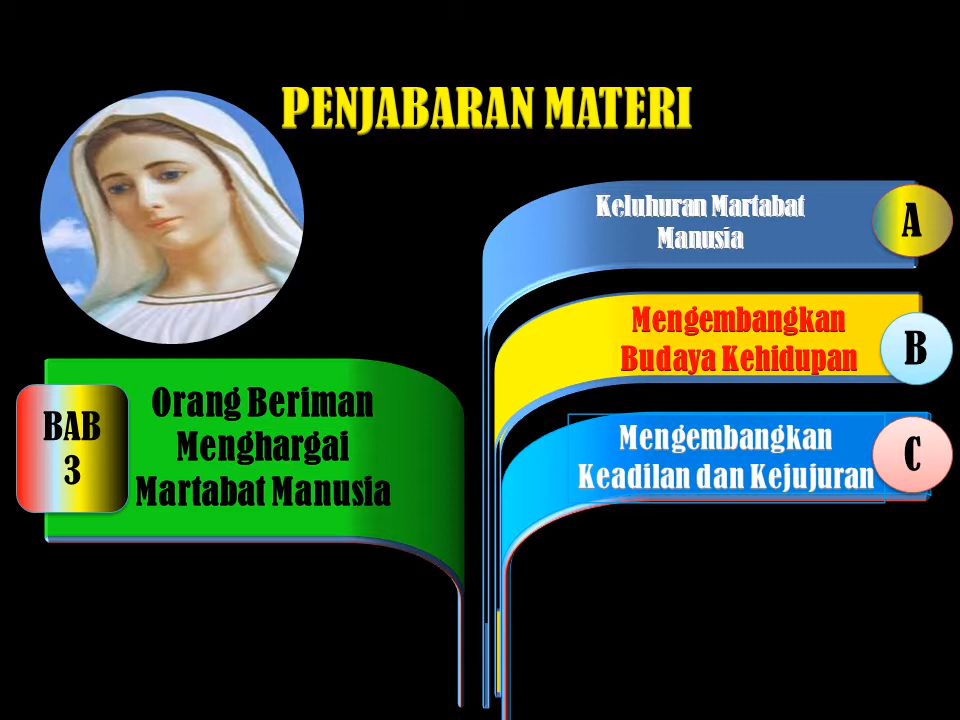 PENJABARAN MATERI
BAB
3
Orang Beriman
Menghargai
Martabat Manusia
Keluhuran Martabat
Manusia
A
Mengembangkan
Budaya Kehidupan
B
Mengembangkan
Keadilan dan Kejujuran
C